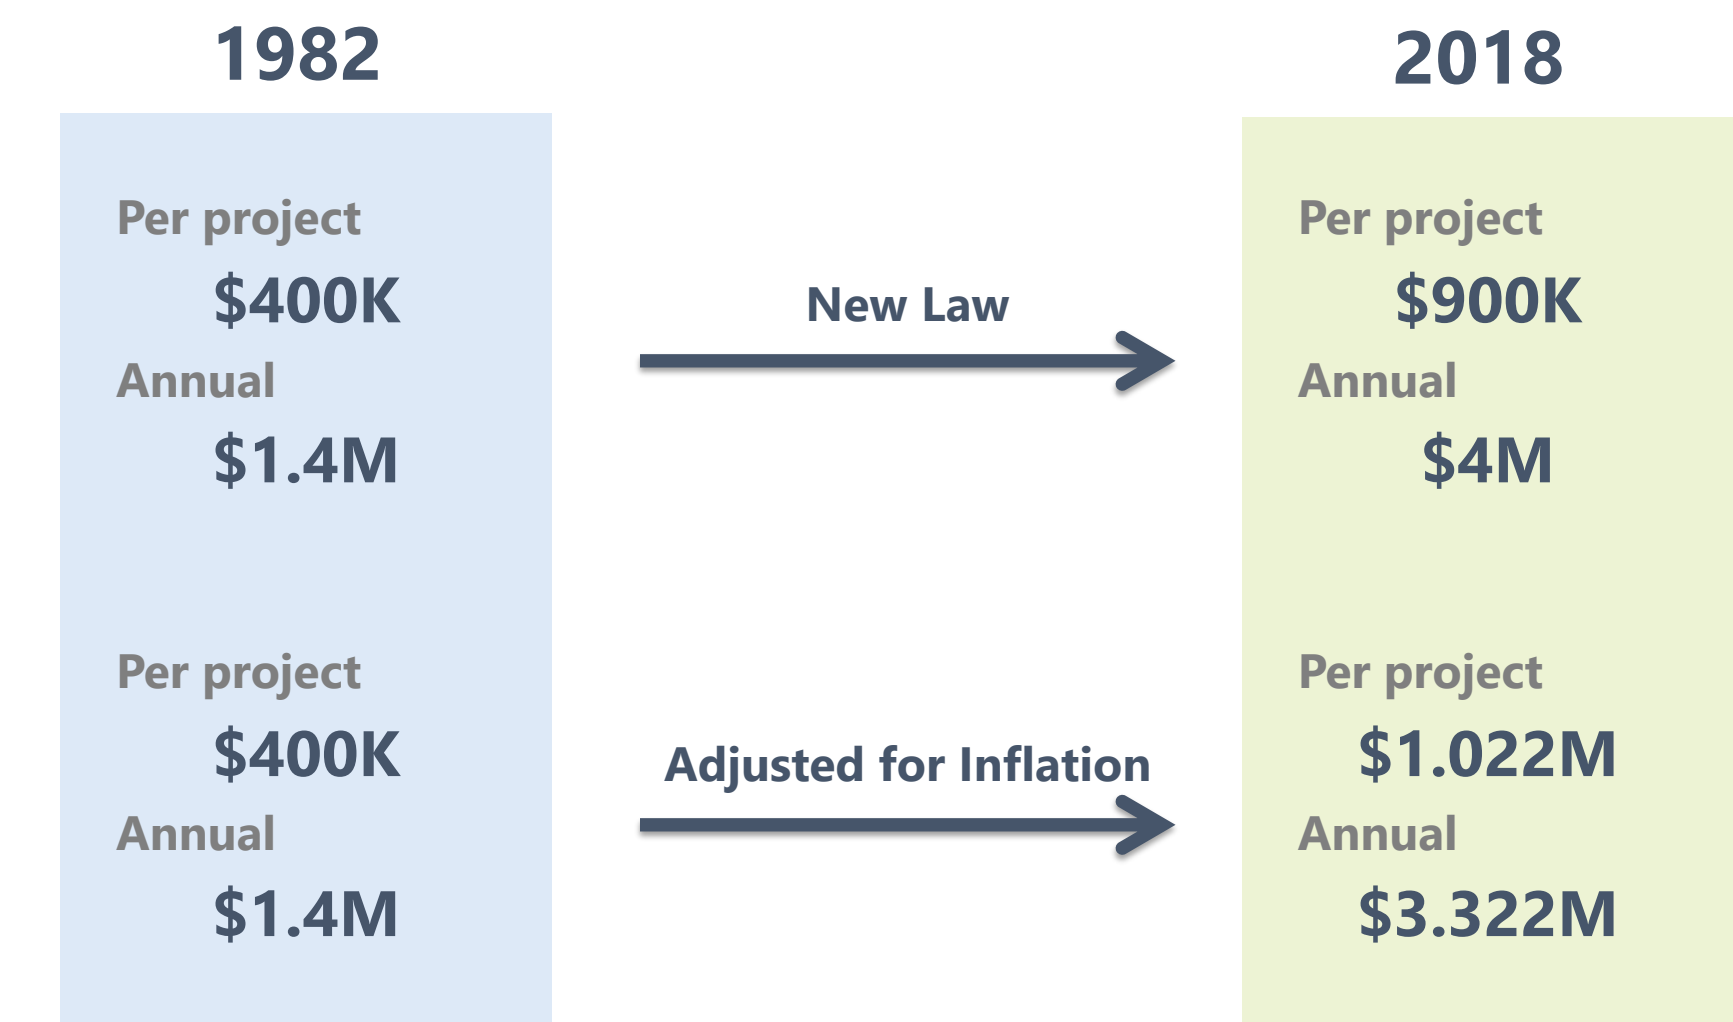 1982
2018
Per project
$400K
Annual
$1.4M
New Law
Per project
$900K
Annual
$4M
Per project
$400K
Annual
$1.4M
Adjusted for Inflation
Per project
$1.022M
Annual
$3.322M